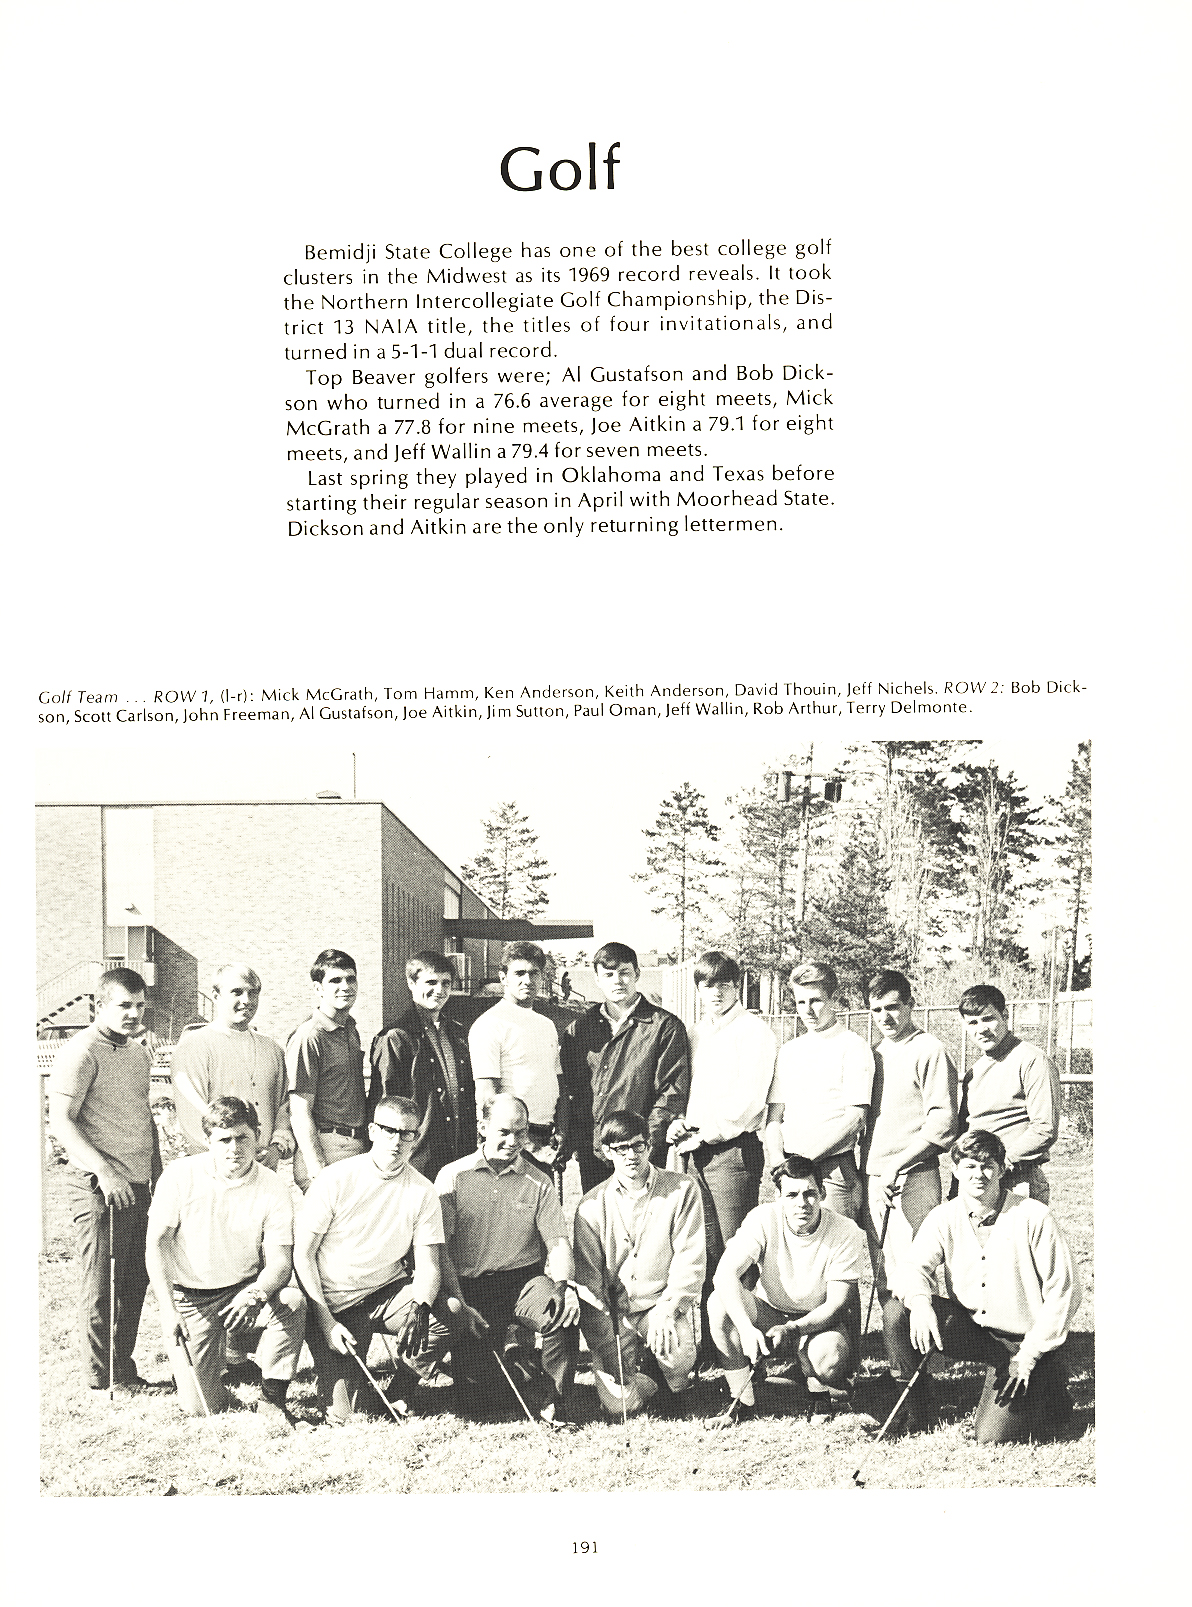 Golf
Bemidji State College has one of the best college golf
clusters in the Midwest as its 1969 record reveals. It took
the Northern Intercollegiate Golf Championship, the Dis-
trict 13 NAIA title, the titles of four invitationals, and
turned in a 5-1-1 dual record.
Top Beaver golfers were; Al Gustafson and Bob Dick-
son who turned in a 76.6 average for eight meets, Mick
McGrath a 77.8 for nine meets, Joe Aitkin a 79.1 for eight
meets, and Jeff Wallin a 79.4 for seven meets.
Last spring they played in Oklahoma and Texas before
starting their regular season in April with Moorhead State.
Dickson and Aitkin are the only returning lettermen.
Golf Team . . . ROW 1, (l-r): Mick McGrath, Tom Hamm, Ken Anderson, Keith Anderson, David Thouin, Jeff Nichels. ROW 2: Bob Dick-
son, Scott Carlson, John Freeman, Al Gustafson, Joe Aitkin, Jim Sutton, Paul Oman, Jeff Wallin, Rob Arthur, Terry Delmonte.
191